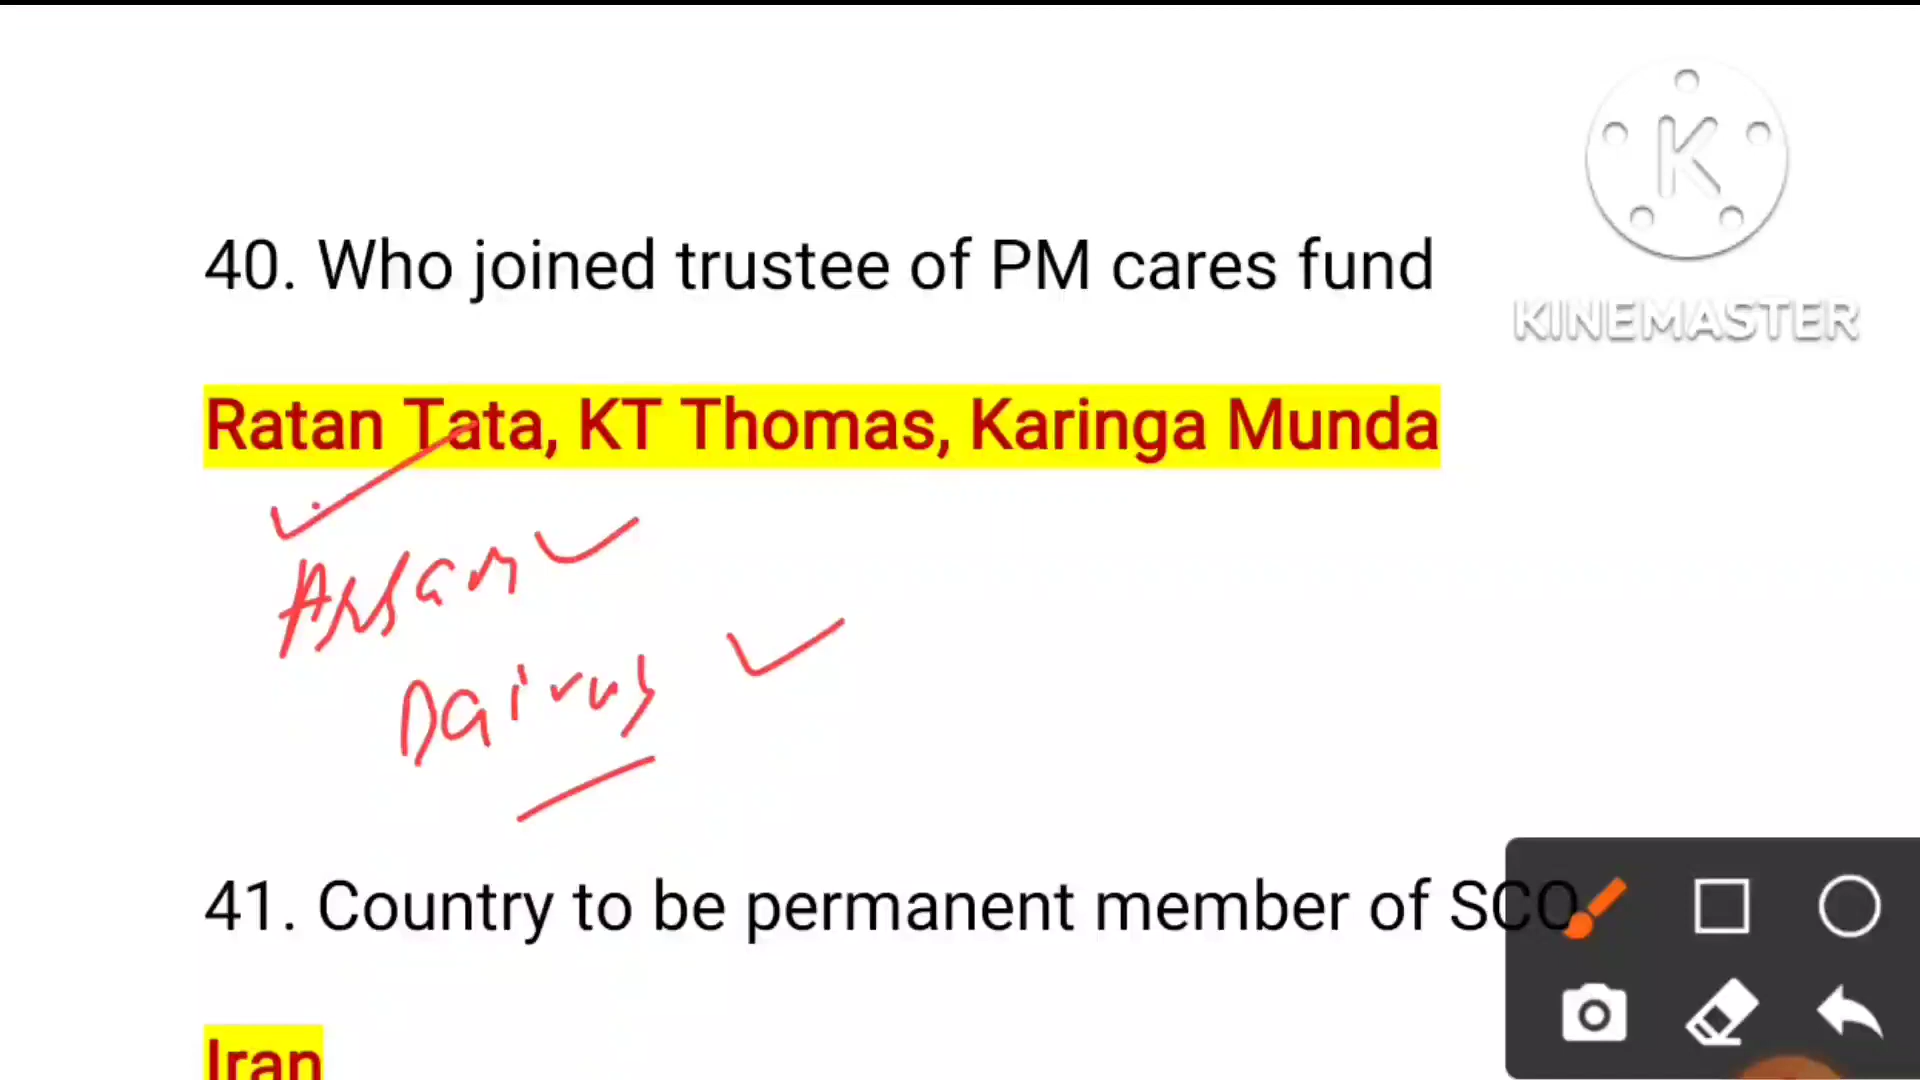 40. Who joined trustee of PM cares fund
KINEMASTER
Ratan Tata, KT Thomas, Karinga Munda
Assam
41. Country to be permanent member of SCO
Iran